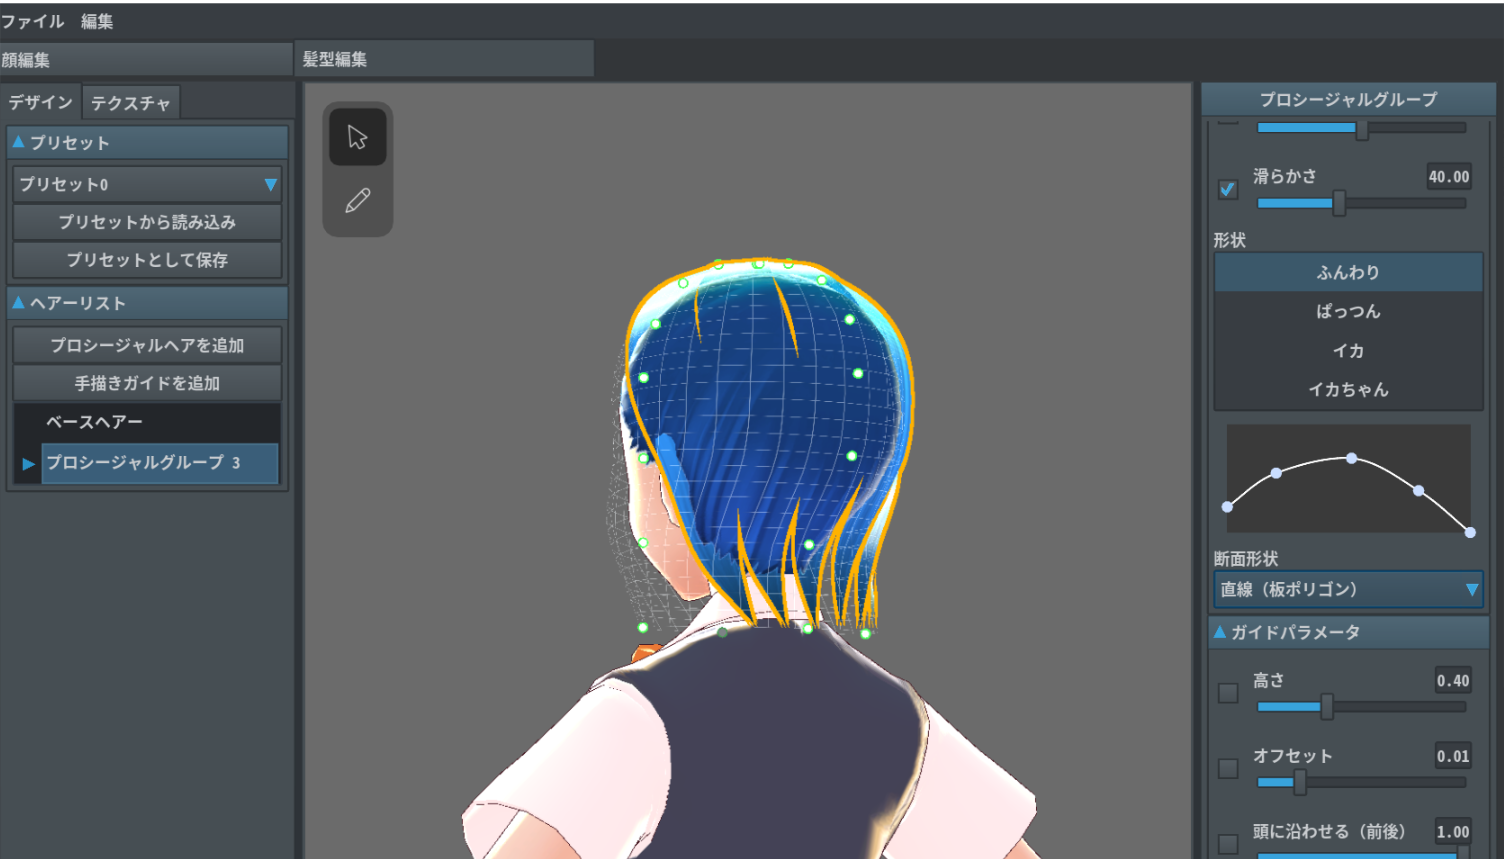 ファイル 編集
顔編集
髪型編集
デザイン
テクスチャ
プリセット
プリセット0
プリセットから読み込み
プリセットとして保存
ヘアーリスト
プロシージャルヘアを追加
手描きガイドを追加
ベースヘアー
プロシージャルグループ 3
プロシージャルグループ
滑らかさ 40.00
形状
ふんわり
ぱっつん
イカ
イカちゃん
断面形状
直線（板ポリゴン）
ガイドパラメータ
高さ 0.40
オフセット 0.01
頭に沿わせる（前後） 1.00